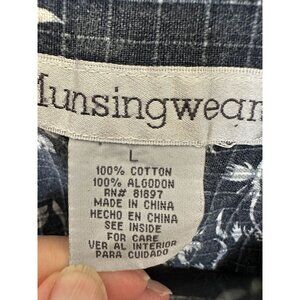 Munsingwear
L
100% COTTON
100% ALGODON
RN# 81897
MADE IN CHINA
HECHO EN CHINA
SEE INSIDE
FOR CARE
VER AL INTERIOR
PARA CUIDADO